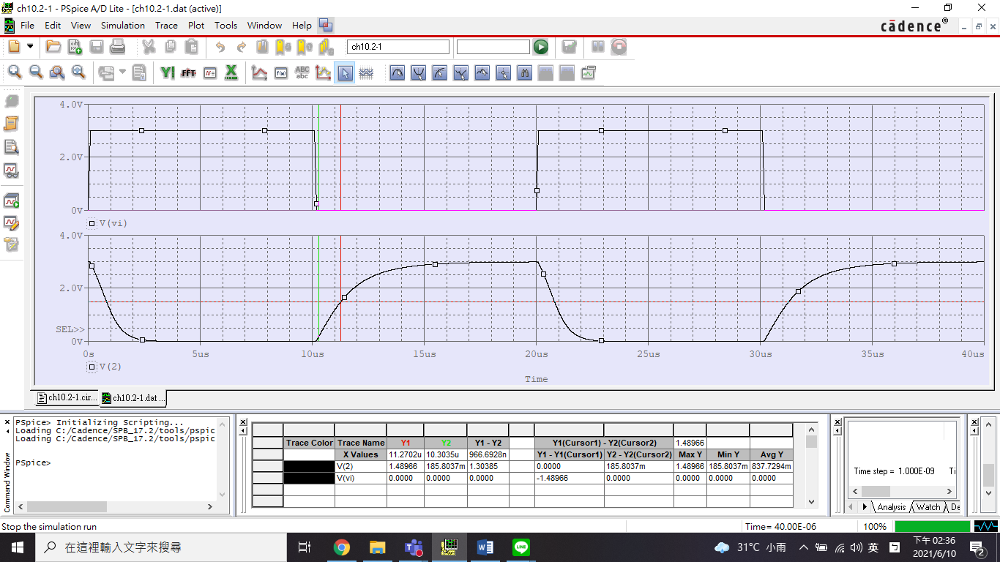 ch10.2-1 - PSpice A/D Lite - [ch10.2-1.dat (active)]
File Edit View Simulation Trace Plot Tools Window Help
cādence®
ch10.2-1
FFT
ABC
abc
4.0V
2.0V
0V
V(vi)
4.0V
2.0V
SEL>>
0V
0s 5us 10us 15us 20us 25us 30us 35us 40us
V(2)
Time
ch10.2-1.cir... ch10.2-1.dat ...
Command Window
PSpice> Initializing Scripting...
Loading C:/Cadence/SPB_17.2/tools/pspic
Loading C:/Cadence/SPB_17.2/tools/pspic
PSpice>
Trace Color Trace Name Y1 Y2 Y1 - Y2 Y1(Cursor1) - Y2(Cursor2) 1.48966
X Values 11.2702u 10.3035u 966.6928n Y1 - Y1(Cursor1) Y2 - Y2(Cursor2) Max Y Min Y Avg Y
V(2) 1.48966 185.8037m 1.30385 0.0000 185.8037m 1.48966 185.8037m 837.7294m
V(vi) 0.0000 0.0000 0.0000 -1.48966 0.0000 0.0000 0.0000 0.0000
Time step = 1.000E-09 Ti
Analysis Watch De
Stop the simulation run
Time= 40.00E-06 100%
在這裡輸入文字來搜尋
31°C 小雨
英
下午 02:36
2021/6/10
2